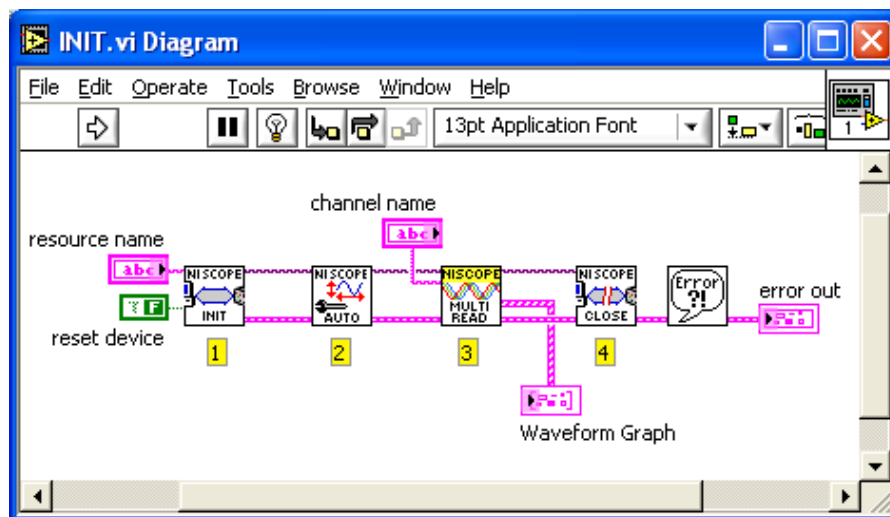 INIT.vi Diagram
File Edit Operate Tools Browse Window Help
13pt Application Font
1
channel name
abc
resource name
abc
NI SCOPE
INIT
NI SCOPE
AUTO
NISCOPE
MULTI
READ
NI SCOPE
CLOSE
Error
?!
error out
F
reset device
1
2
3
4
Waveform Graph